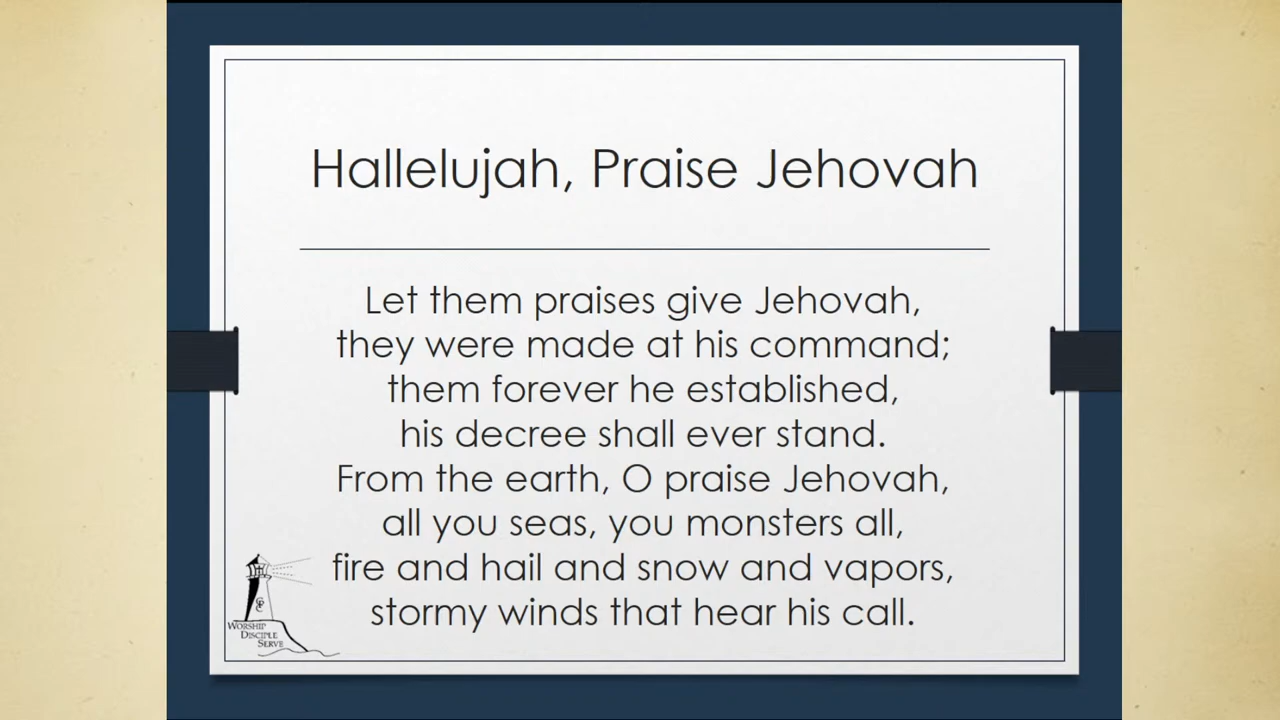 Hallelujah, Praise Jehovah
Let them praises give Jehovah,
they were made at his command;
them forever he established,
his decree shall ever stand.
From the earth, O praise Jehovah,
all you seas, you monsters all,
fire and hail and snow and vapors,
stormy winds that hear his call.
WORSHIP
DISCIPLE
SERVE